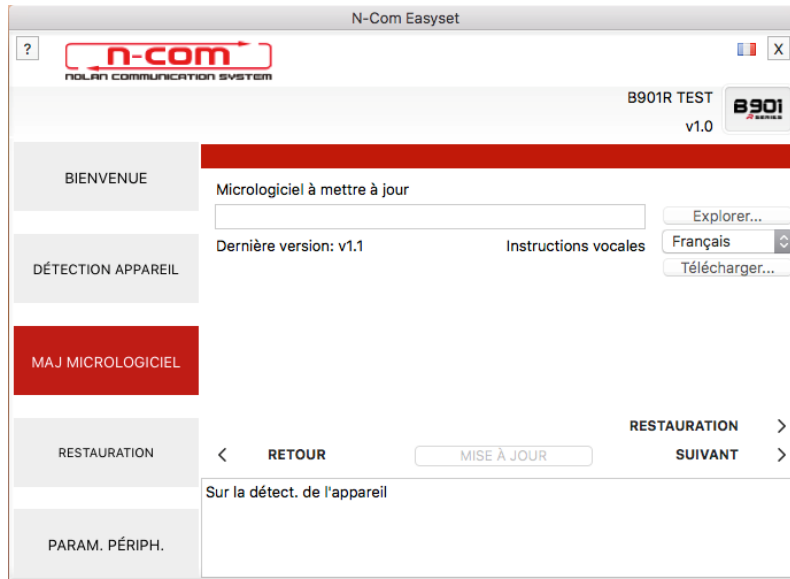 N-Com Easyset
?
n-com
X
NOLAN COMMUNICATION SYSTEM
B901R TEST
v1.0
B901
R SERIES
BIENVENUE
Micrologiciel à mettre à jour
Explorer...
Dernière version: v1.1
Instructions vocales
Français
DÉTECTION APPAREIL
Télécharger...
MAJ MICROLOGICIEL
RESTAURATION >
RESTAURATION
< RETOUR
MISE À JOUR
SUIVANT >
Sur la détect. de l'appareil
PARAM. PÉRIPH.